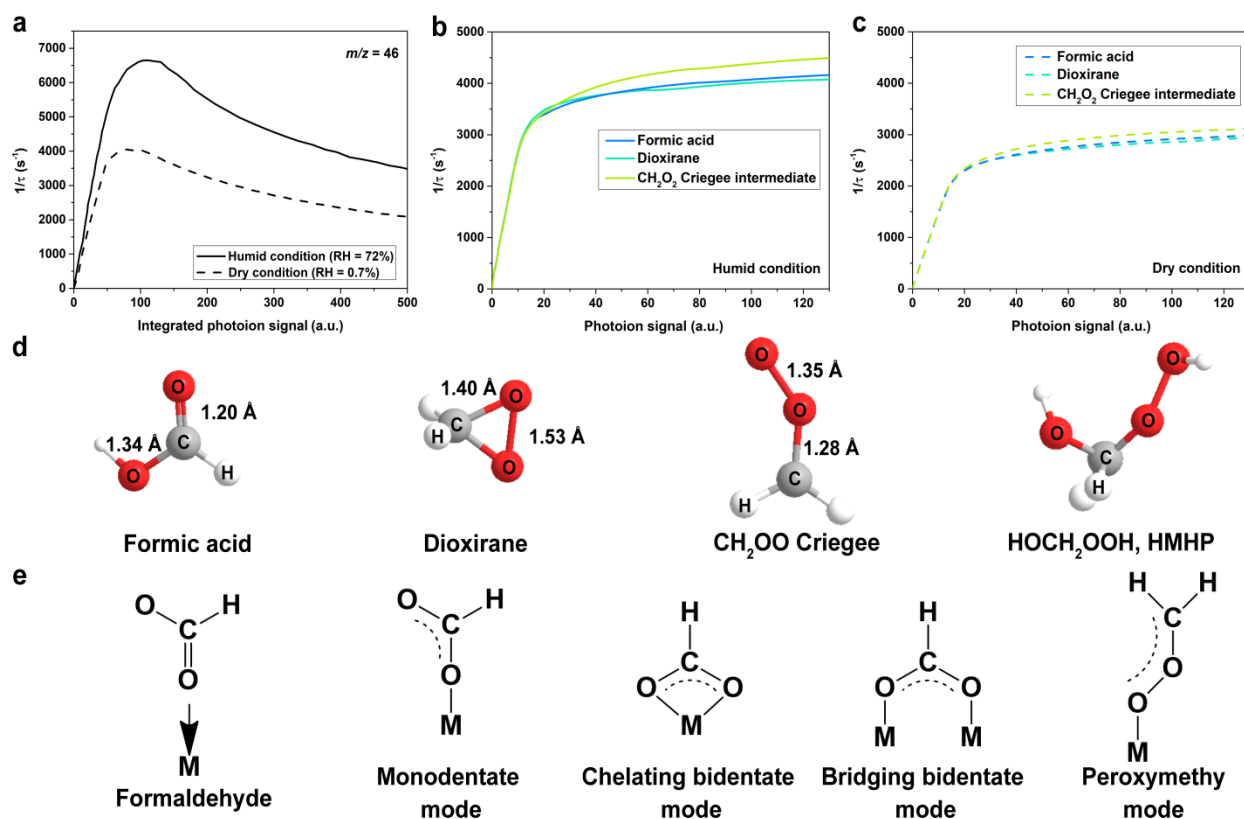 a
1/τ (s⁻¹)
7000
6000
5000
4000
3000
2000
1000
0
m/z = 46
Humid condition (RH = 72%)
Dry condition (RH = 0.7%)
0 100 200 300 400 500
Integrated photoion signal (a.u.)
b
1/τ (s⁻¹)
5000
4000
3000
2000
1000
0
Formic acid
Dioxirane
CH₂O₂ Criegee intermediate
Humid condition
0 20 40 60 80 100 120
Photoion signal (a.u.)
c
1/τ (s⁻¹)
5000
4000
3000
2000
1000
0
Formic acid
Dioxirane
CH₂O₂ Criegee intermediate
Dry condition
0 20 40 60 80 100 120
Photoion signal (a.u.)
d
O
1.20 Å
1.34 Å
C
O
H
Formic acid
1.40 Å
O
C
H
1.53 Å
O
Dioxirane
O
1.35 Å
O
1.28 Å
C
H
CH₂OO Criegee
O
O
O
C
H
HOCH₂OOH, HMHP
e
O
H
C
O
M
Formaldehyde
O
H
C
O
M
Monodentate
mode
H
C
O
O
M
Chelating bidentate
mode
H
C
O
O
M
M
Bridging bidentate
mode
H
H
C
O
O
M
Peroxymethy
mode